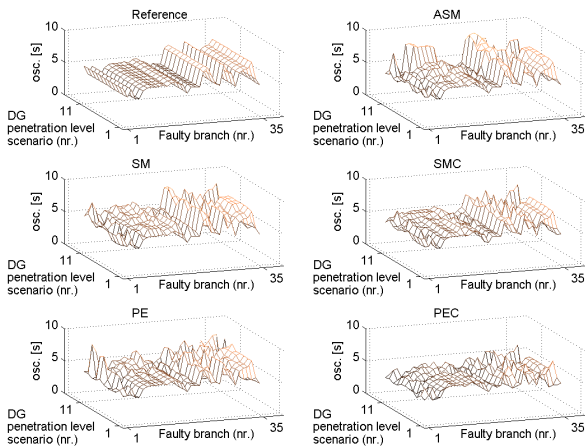 Reference
10
5
0
osc. [s]
11
1
DG
penetration level
scenario (nr.)
1
Faulty branch (nr.)
35
ASM
10
5
0
osc. [s]
11
1
DG
penetration level
scenario (nr.)
1
Faulty branch (nr.)
35
SM
10
5
0
osc. [s]
11
1
DG
penetration level
scenario (nr.)
1
Faulty branch (nr.)
35
SMC
10
5
0
osc. [s]
11
1
DG
penetration level
scenario (nr.)
1
Faulty branch (nr.)
35
PE
10
5
0
osc. [s]
11
1
DG
penetration level
scenario (nr.)
1
Faulty branch (nr.)
35
PEC
10
5
0
osc. [s]
11
1
DG
penetration level
scenario (nr.)
1
Faulty branch (nr.)
35